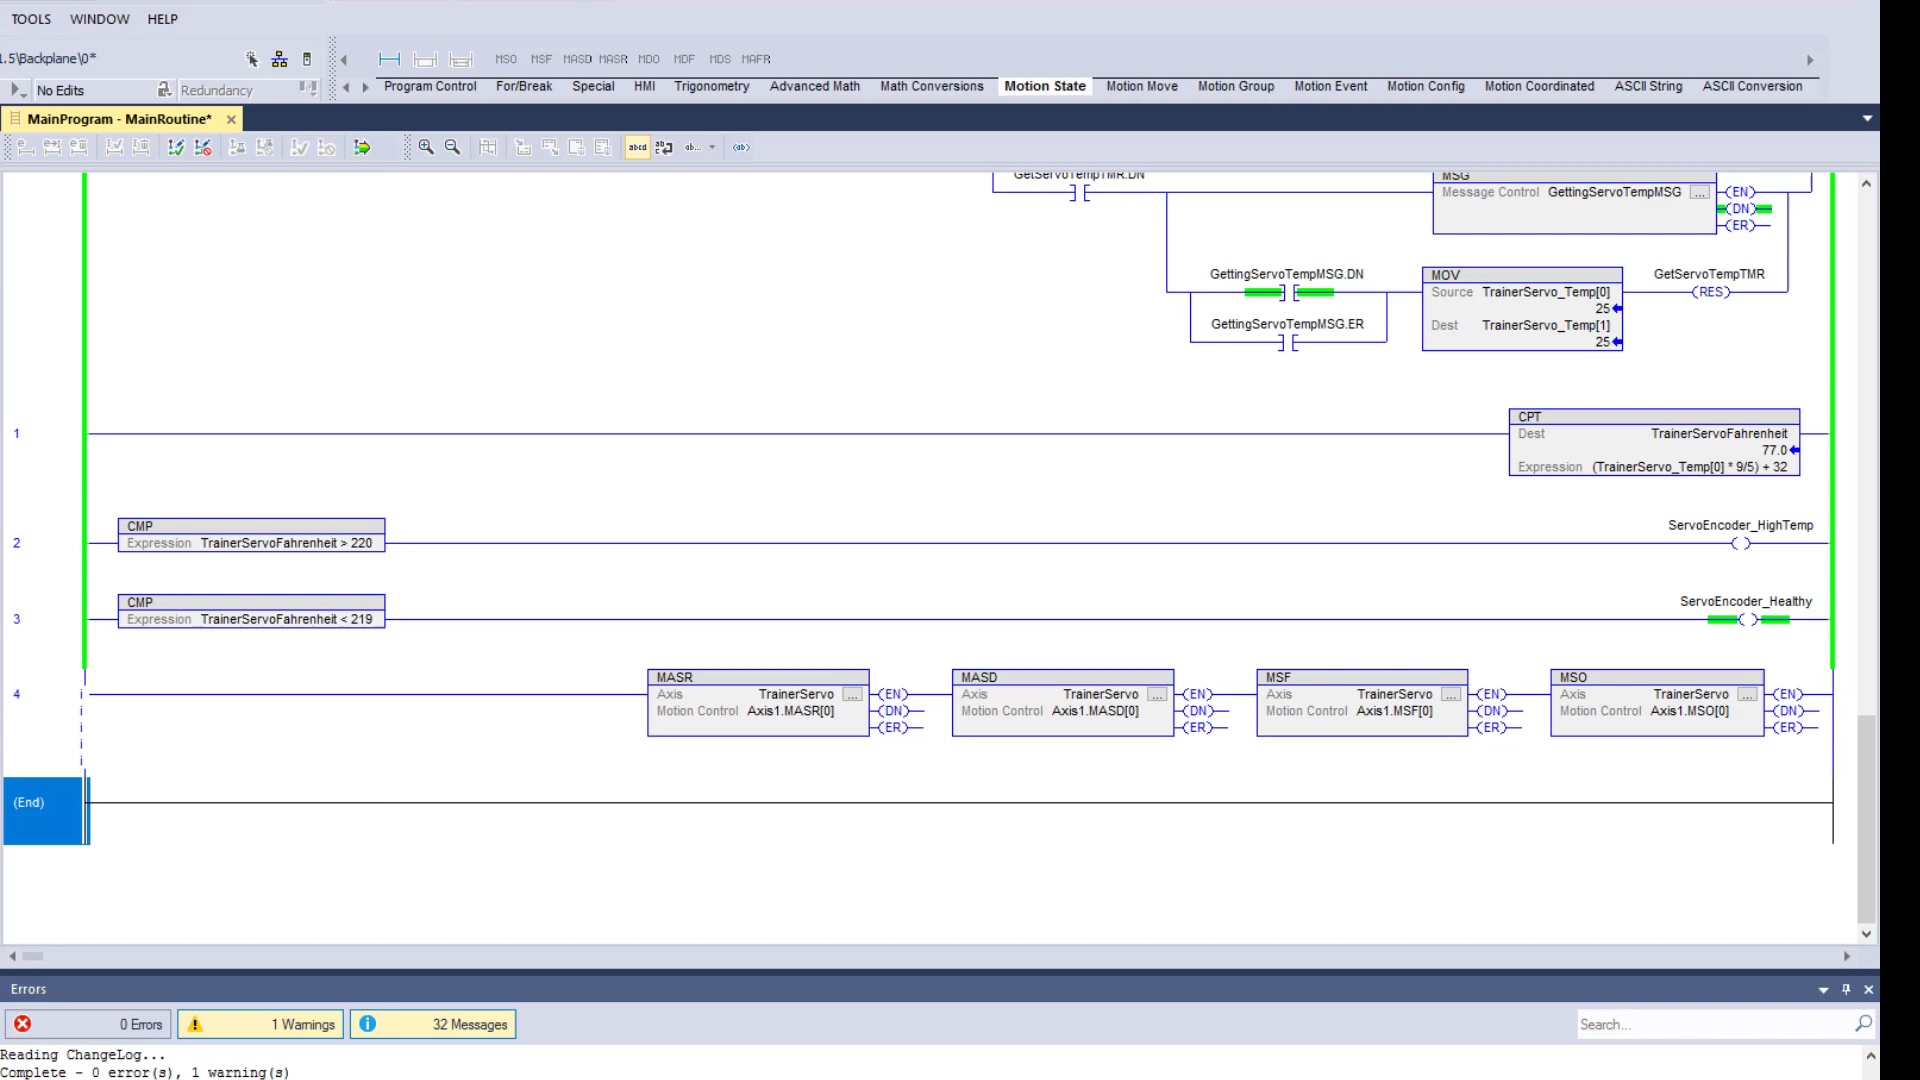 TOOLS WINDOW HELP
1.5\Backplane\0*
MSO MSF MASD MASR MDO MDF MDS MAFR
No Edits Redundancy
Program Control For/Break Special HMI Trigonometry Advanced Math Math Conversions Motion State Motion Move Motion Group Motion Event Motion Config Motion Coordinated ASCII String ASCII Conversion
MainProgram - MainRoutine*
GetServoTempTMR.DN
MSG
Message Control GettingServoTempMSG ...
(EN)
(DN)
(ER)
GettingServoTempMSG.DN
GettingServoTempMSG.ER
MOV
Source TrainerServo_Temp[0]
25
Dest TrainerServo_Temp[1]
25
GetServoTempTMR
(RES)
1
CPT
Dest TrainerServoFahrenheit
77.0
Expression (TrainerServo_Temp[0] * 9/5) + 32
2
CMP
Expression TrainerServoFahrenheit > 220
ServoEncoder_HighTemp
3
CMP
Expression TrainerServoFahrenheit < 219
ServoEncoder_Healthy
4
i
i
i
i
i
MASR
Axis TrainerServo ...
Motion Control Axis1.MASR[0]
(EN)
(DN)
(ER)
MASD
Axis TrainerServo ...
Motion Control Axis1.MASD[0]
(EN)
(DN)
(ER)
MSF
Axis TrainerServo ...
Motion Control Axis1.MSF[0]
(EN)
(DN)
(ER)
MSO
Axis TrainerServo ...
Motion Control Axis1.MSO[0]
(EN)
(DN)
(ER)
(End)
Errors
0 Errors 1 Warnings 32 Messages Search...
Reading ChangeLog...
Complete - 0 error(s), 1 warning(s)